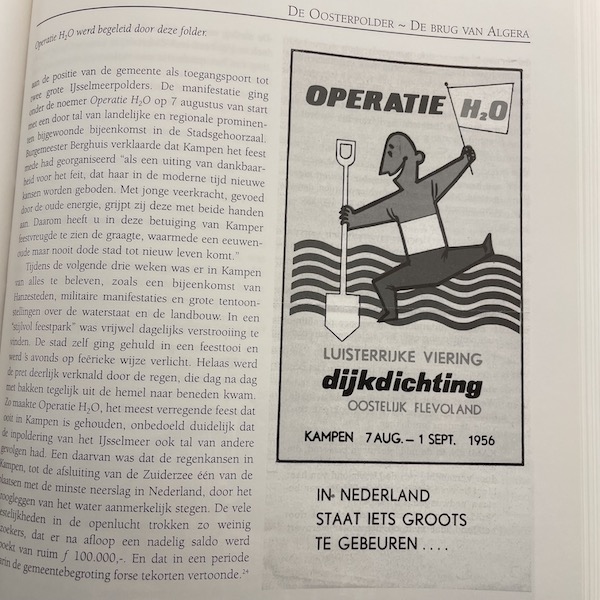 DE OOSTERPOLDER ~ DE BRUG VAN ALGERA
Operatie H₂O werd begeleid door deze folder.
aan de positie van de gemeente als toegangspoort tot
twee grote IJsselmeerpolders. De manifestatie ging
onder de noemer Operatie H₂O op 7 augustus van start
met een door tal van landelijke en regionale prominen-
ten bijgewoonde bijeenkomst in de Stadsgehoorzaal.
Burgemeester Berghuis verklaarde dat Kampen het feest
mede had georganiseerd "als een uiting van dankbaar-
heid voor het feit, dat haar in de moderne tijd nieuwe
kansen worden geboden. Met jonge veerkracht, gevoed
door de oude energie, grijpt zij deze met beide handen
aan. Daarom heeft u in deze betuiging van Kamper
feestvreugde te zien de graagte, waarmede een eeuwen-
oude maar nooit dode stad tot nieuw leven komt."
Tijdens de volgende drie weken was er in Kampen
van alles te beleven, zoals een bijeenkomst van
Hanzesteden, militaire manifestaties en grote tentoon-
stellingen over de waterstaat en de landbouw. In een
"stijlvol feestpark" was vrijwel dagelijks verstrooiing te
vinden. De stad zelf ging gehuld in een feesttooi en
werd 's avonds op feërieke wijze verlicht. Helaas werd
de pret deerlijk verknald door de regen, die dag na dag
met bakken tegelijk uit de hemel naar beneden kwam.
Zo maakte Operatie H₂O, het meest verregende feest dat
ooit in Kampen is gehouden, onbedoeld duidelijk dat
de inpoldering van het IJsselmeer ook tal van andere
gevolgen had. Een daarvan was dat de regenkansen in
Kampen, tot de afsluiting van de Zuiderzee één van de
plaatsen met de minste neerslag in Nederland, door het
droogleggen van het water aanmerkelijk stegen. De vele
feestelijkheden in de openlucht trokken zo weinig
bezoekers, dat er na afloop een nadelig saldo werd
geboekt van ruim ƒ 100.000,-. En dat in een periode
waarin de gemeentebegroting forse tekorten vertoonde.²⁴
OPERATIE H₂O
LUISTERRIJKE VIERING
dijkdichting
OOSTELIJK FLEVOLAND
KAMPEN 7 AUG. – 1 SEPT. 1956
IN NEDERLAND
STAAT IETS GROOTS
TE GEBEUREN ....